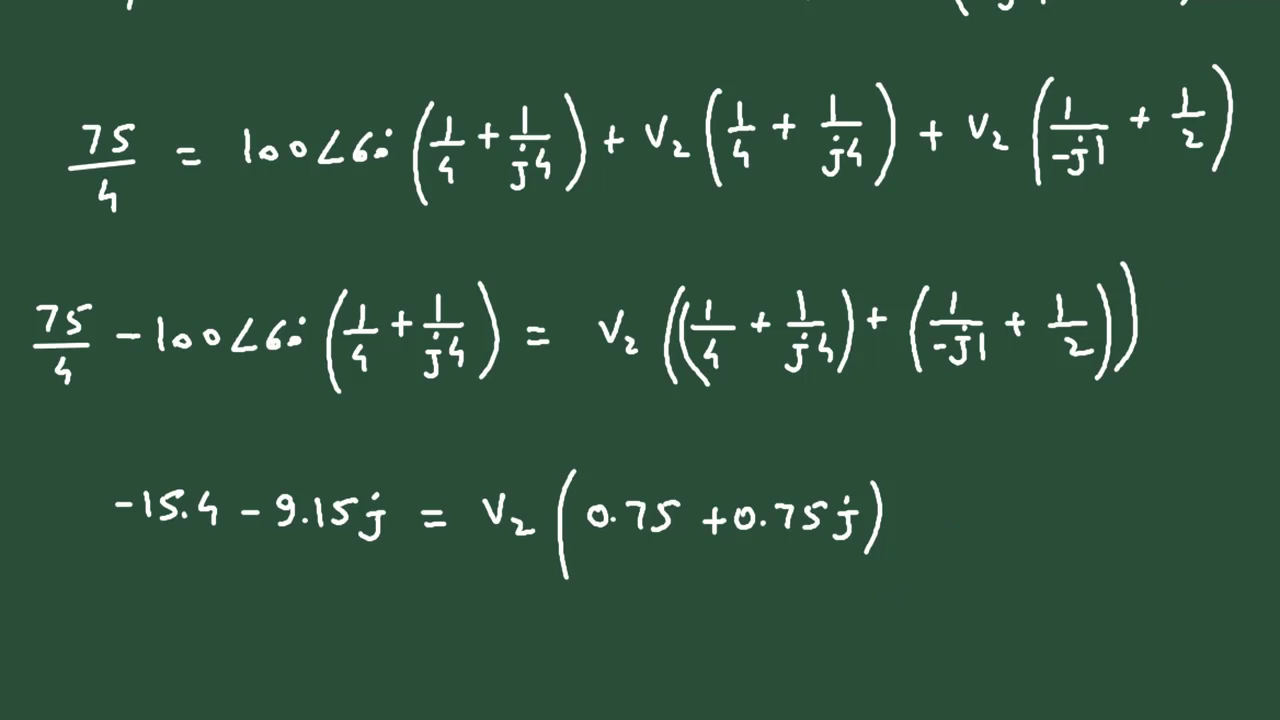 75/4 = 100∠60° (1/4 + 1/j4) + V₂ (1/4 + 1/j4) + V₂ (1/-j1 + 1/2)
75/4 - 100∠60° (1/4 + 1/j4) = V₂ ((1/4 + 1/j4) + (1/-j1 + 1/2))
-15.4 - 9.15j = V₂ (0.75 + 0.75j)